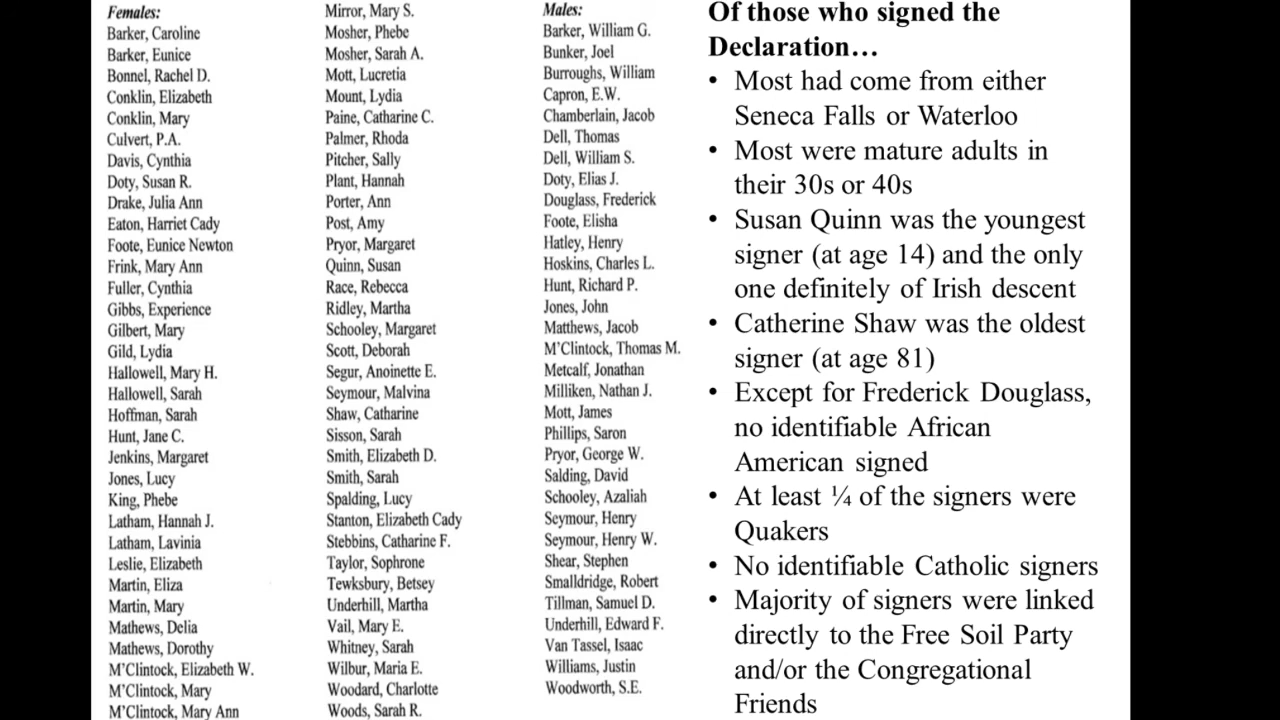 Females:
Barker, Caroline
Barker, Eunice
Bonnel, Rachel D.
Conklin, Elizabeth
Conklin, Mary
Culvert, P.A.
Davis, Cynthia
Doty, Susan R.
Drake, Julia Ann
Eaton, Harriet Cady
Foote, Eunice Newton
Frink, Mary Ann
Fuller, Cynthia
Gibbs, Experience
Gilbert, Mary
Gild, Lydia
Hallowell, Mary H.
Hallowell, Sarah
Hoffman, Sarah
Hunt, Jane C.
Jenkins, Margaret
Jones, Lucy
King, Phebe
Latham, Hannah J.
Latham, Lavinia
Leslie, Elizabeth
Martin, Eliza
Martin, Mary
Mathews, Delia
Mathews, Dorothy
M'Clintock, Elizabeth W.
M'Clintock, Mary
M'Clintock, Mary Ann
Mirror, Mary S.
Mosher, Phebe
Mosher, Sarah A.
Mott, Lucretia
Mount, Lydia
Paine, Catharine C.
Palmer, Rhoda
Pitcher, Sally
Plant, Hannah
Porter, Ann
Post, Amy
Pryor, Margaret
Quinn, Susan
Race, Rebecca
Ridley, Martha
Schooley, Margaret
Scott, Deborah
Segur, Anoinette E.
Seymour, Malvina
Shaw, Catharine
Sisson, Sarah
Smith, Elizabeth D.
Smith, Sarah
Spalding, Lucy
Stanton, Elizabeth Cady
Stebbins, Catharine F.
Taylor, Sophrone
Tewksbury, Betsey
Underhill, Martha
Vail, Mary E.
Whitney, Sarah
Wilbur, Maria E.
Woodard, Charlotte
Woods, Sarah R.
Males:
Barker, William G.
Bunker, Joel
Burroughs, William
Capron, E.W.
Chamberlain, Jacob
Dell, Thomas
Dell, William S.
Doty, Elias J.
Douglass, Frederick
Foote, Elisha
Hatley, Henry
Hoskins, Charles L.
Hunt, Richard P.
Jones, John
Matthews, Jacob
M'Clintock, Thomas M.
Metcalf, Jonathan
Milliken, Nathan J.
Mott, James
Phillips, Saron
Pryor, George W.
Salding, David
Schooley, Azaliah
Seymour, Henry
Seymour, Henry W.
Shear, Stephen
Smalldridge, Robert
Tillman, Samuel D.
Underhill, Edward F.
Van Tassel, Isaac
Williams, Justin
Woodworth, S.E.
Of those who signed the
Declaration…
• Most had come from either
Seneca Falls or Waterloo
• Most were mature adults in
their 30s or 40s
• Susan Quinn was the youngest
signer (at age 14) and the only
one definitely of Irish descent
• Catherine Shaw was the oldest
signer (at age 81)
• Except for Frederick Douglass,
no identifiable African
American signed
• At least ¼ of the signers were
Quakers
• No identifiable Catholic signers
• Majority of signers were linked
directly to the Free Soil Party
and/or the Congregational
Friends